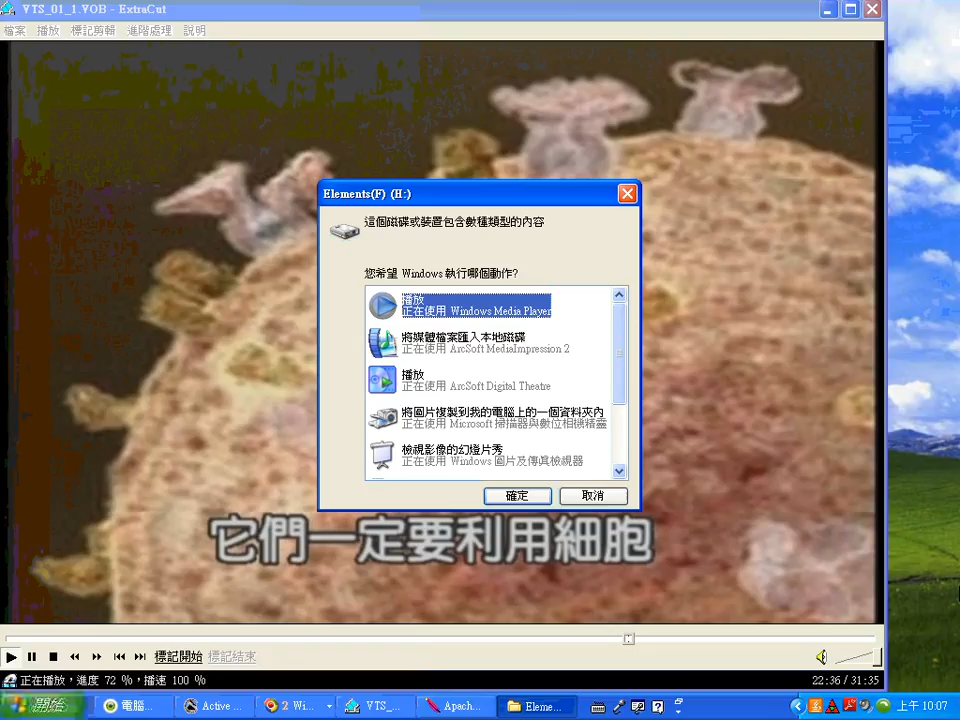 VTS_01_1.VOB - ExtraCut
檔案 播放 標記剪輯 進階處理 說明
Elements(F) (H:)
這個磁碟或裝置包含數種類型的內容
您希望 Windows 執行哪個動作?
播放
正在使用 Windows Media Player
將媒體檔案匯入本地磁碟
正在使用 ArcSoft MediaImpression 2
播放
正在使用 ArcSoft Digital Theatre
將圖片複製到我的電腦上的一個資料夾內
正在使用 Microsoft 掃描器與數位相機精靈
檢視影像的幻燈片秀
正在使用 Windows 圖片及傳真檢視器
確定 取消
它們一定要利用細胞
標記開始 標記結束
正在播放，進度 72 %，播速 100 %
22:36 / 31:35
開始 電腦... Active ... 2 Wi... VTS_... Apach... Eleme... 上午 10:07